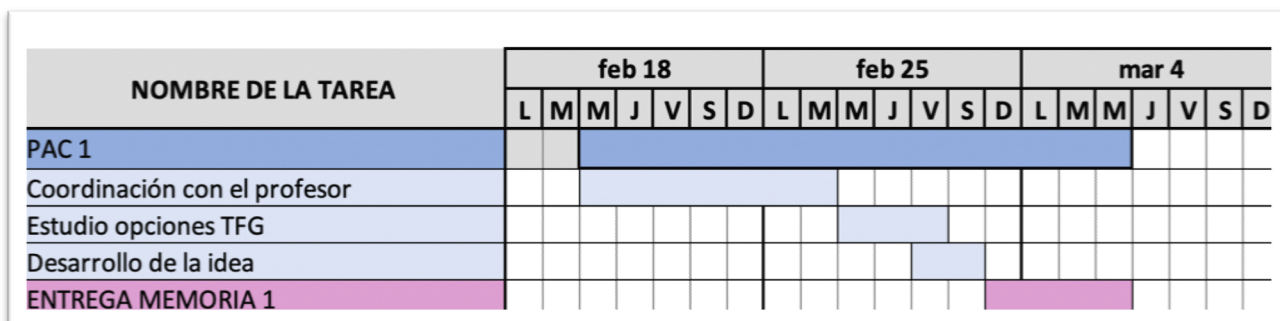 NOMBRE DE LA TAREA
feb 18 feb 25 mar 4
L M M J V S D L M M J V S D L M M J V S D
PAC 1
Coordinación con el profesor
Estudio opciones TFG
Desarrollo de la idea
ENTREGA MEMORIA 1